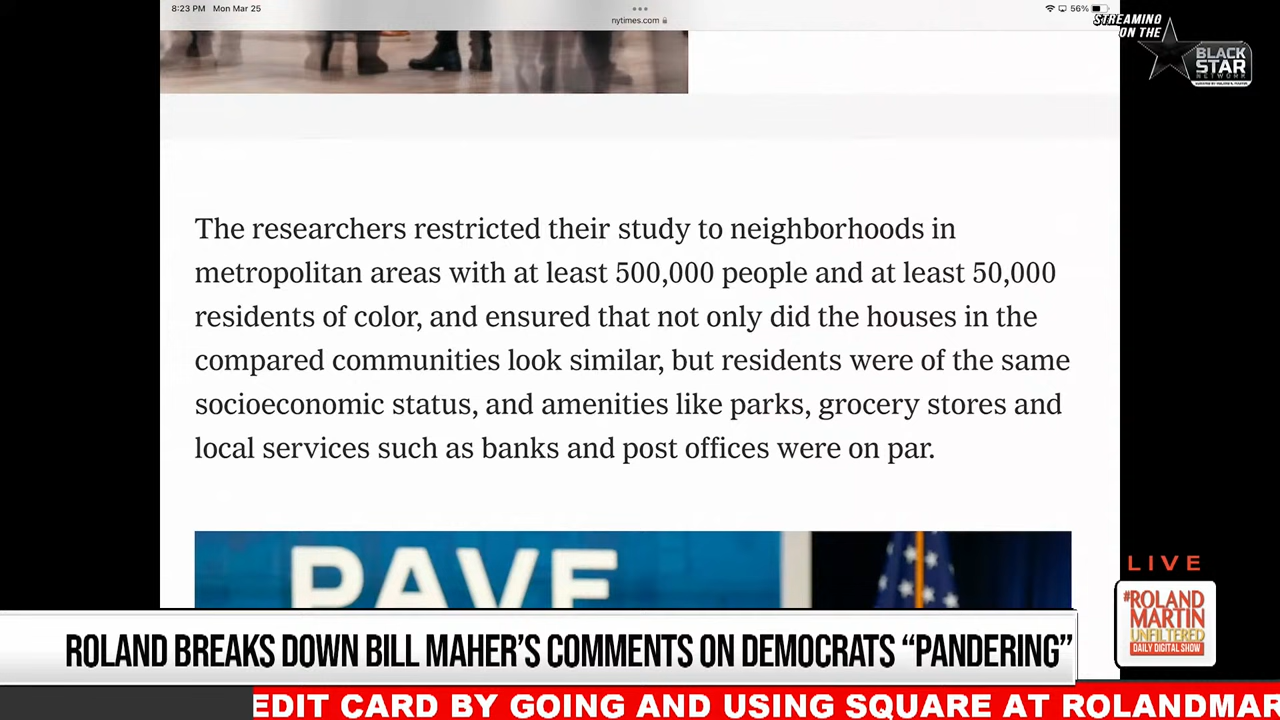 8:23 PM Mon Mar 25
nytimes.com
56%
STREAMING
ON THE
BLACK
STAR
NETWORK
The researchers restricted their study to neighborhoods in
metropolitan areas with at least 500,000 people and at least 50,000
residents of color, and ensured that not only did the houses in the
compared communities look similar, but residents were of the same
socioeconomic status, and amenities like parks, grocery stores and
local services such as banks and post offices were on par.
PAVE
LIVE
#ROLAND
MARTIN
UNFILTERED
DAILY DIGITAL SHOW
ROLAND BREAKS DOWN BILL MAHER'S COMMENTS ON DEMOCRATS “PANDERING”
EDIT CARD BY GOING AND USING SQUARE AT ROLANDMAR